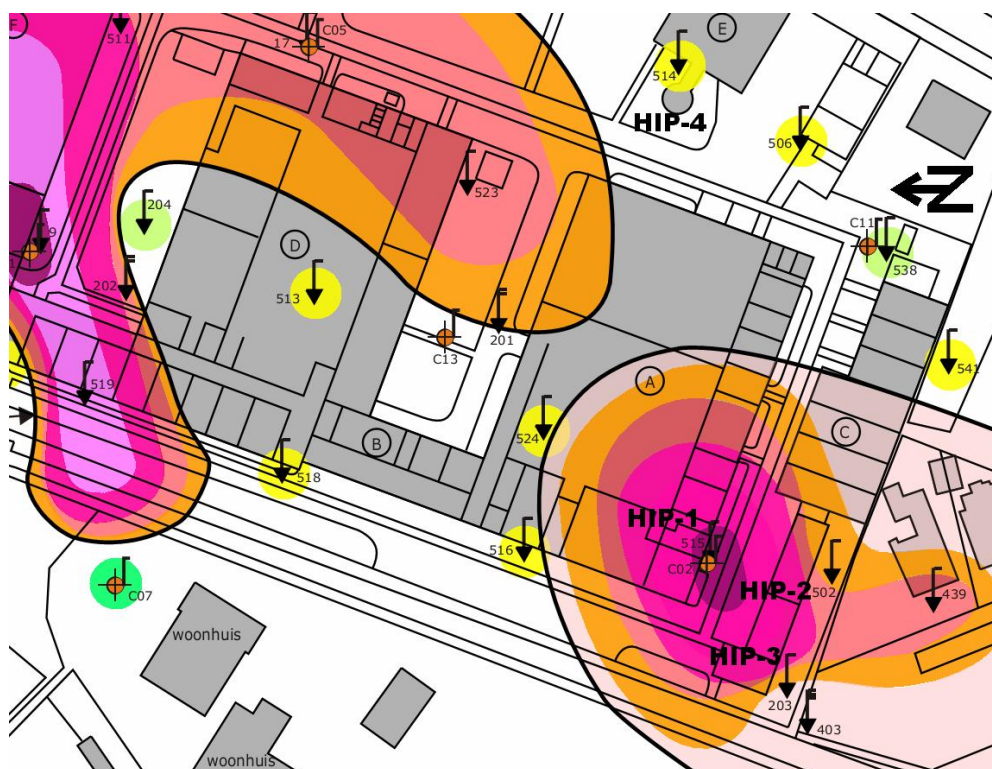 F
511
C05
17
E
514
HIP-4
506
N
204
523
9
D
C11
538
202
513
201
C13
541
519
A
524
B
C
518
HIP-1
516
515
C02
C07
HIP-2
502
439
woonhuis
HIP-3
203
403
woonhuis